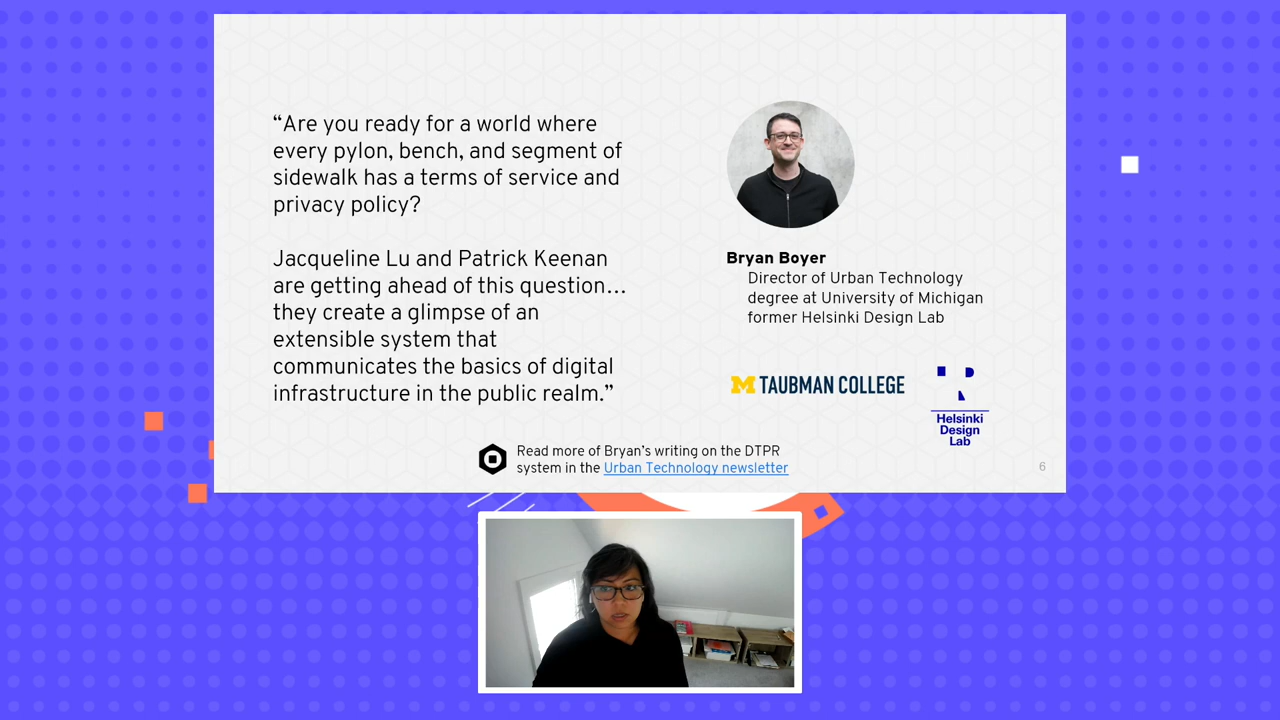 “Are you ready for a world where
every pylon, bench, and segment of
sidewalk has a terms of service and
privacy policy?
Jacqueline Lu and Patrick Keenan
are getting ahead of this question…
they create a glimpse of an
extensible system that
communicates the basics of digital
infrastructure in the public realm.”
Bryan Boyer
Director of Urban Technology
degree at University of Michigan
former Helsinki Design Lab
M TAUBMAN COLLEGE
Helsinki
Design
Lab
Read more of Bryan’s writing on the DTPR
system in the Urban Technology newsletter
6